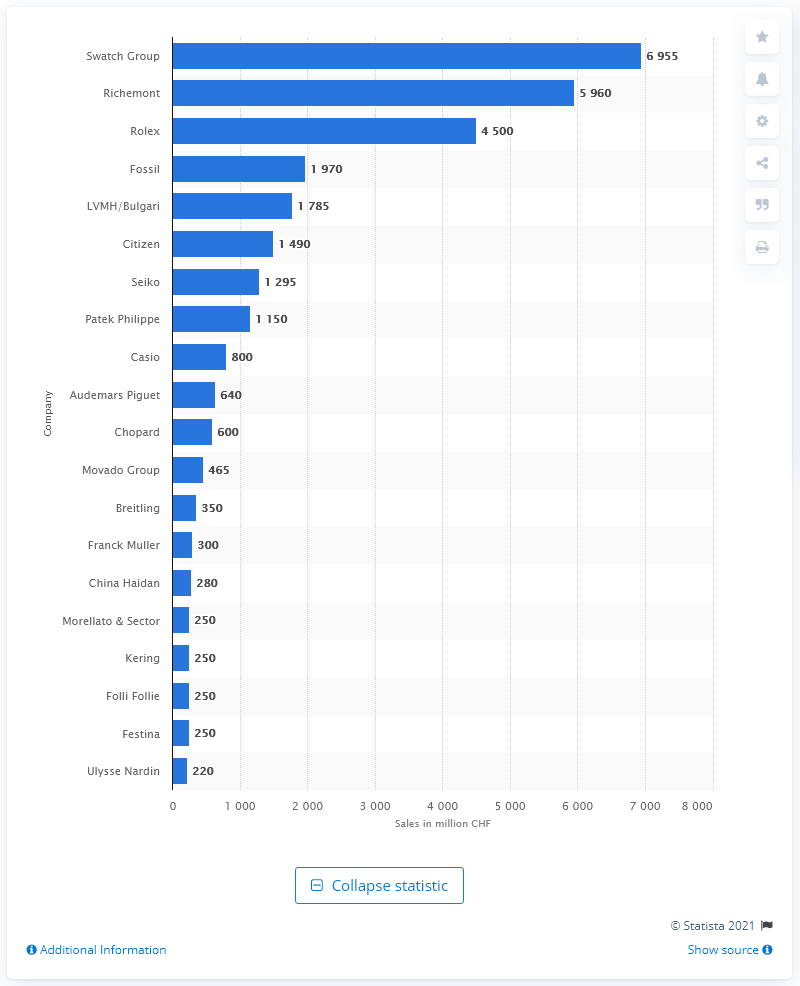 Swatch Group 6 955
Richemont 5 960
Rolex 4 500
Fossil 1 970
LVMH/Bulgari 1 785
Citizen 1 490
Seiko 1 295
Patek Philippe 1 150
Casio 800
Audemars Piguet 640
Chopard 600
Movado Group 465
Breitling 350
Franck Muller 300
China Haidan 280
Morellato & Sector 250
Kering 250
Folli Follie 250
Festina 250
Ulysse Nardin 220
Company
0 1 000 2 000 3 000 4 000 5 000 6 000 7 000 8 000
Sales in million CHF
Collapse statistic
© Statista 2021
Additional Information
Show source